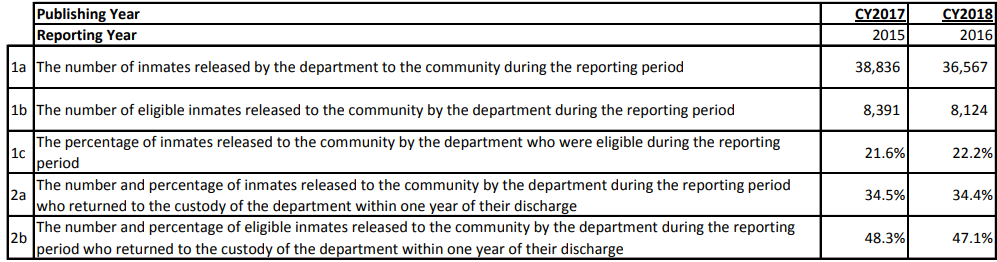 Publishing Year CY2017 CY2018
Reporting Year 2015 2016
1a The number of inmates released by the department to the community during the reporting period 38,836 36,567
1b The number of eligible inmates released to the community by the department during the reporting period 8,391 8,124
1c The percentage of inmates released to the community by the department who were eligible during the reporting
period 21.6% 22.2%
2a The number and percentage of inmates released to the community by the department during the reporting period
who returned to the custody of the department within one year of their discharge 34.5% 34.4%
2b The number and percentage of eligible inmates released to the community by the department during the reporting
period who returned to the custody of the department within one year of their discharge 48.3% 47.1%